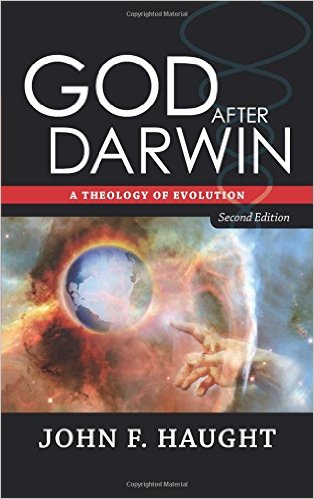 Copyrighted Material
GOD
AFTER
DARWIN
A THEOLOGY OF EVOLUTION
Second Edition
JOHN F. HAUGHT
Copyrighted Material